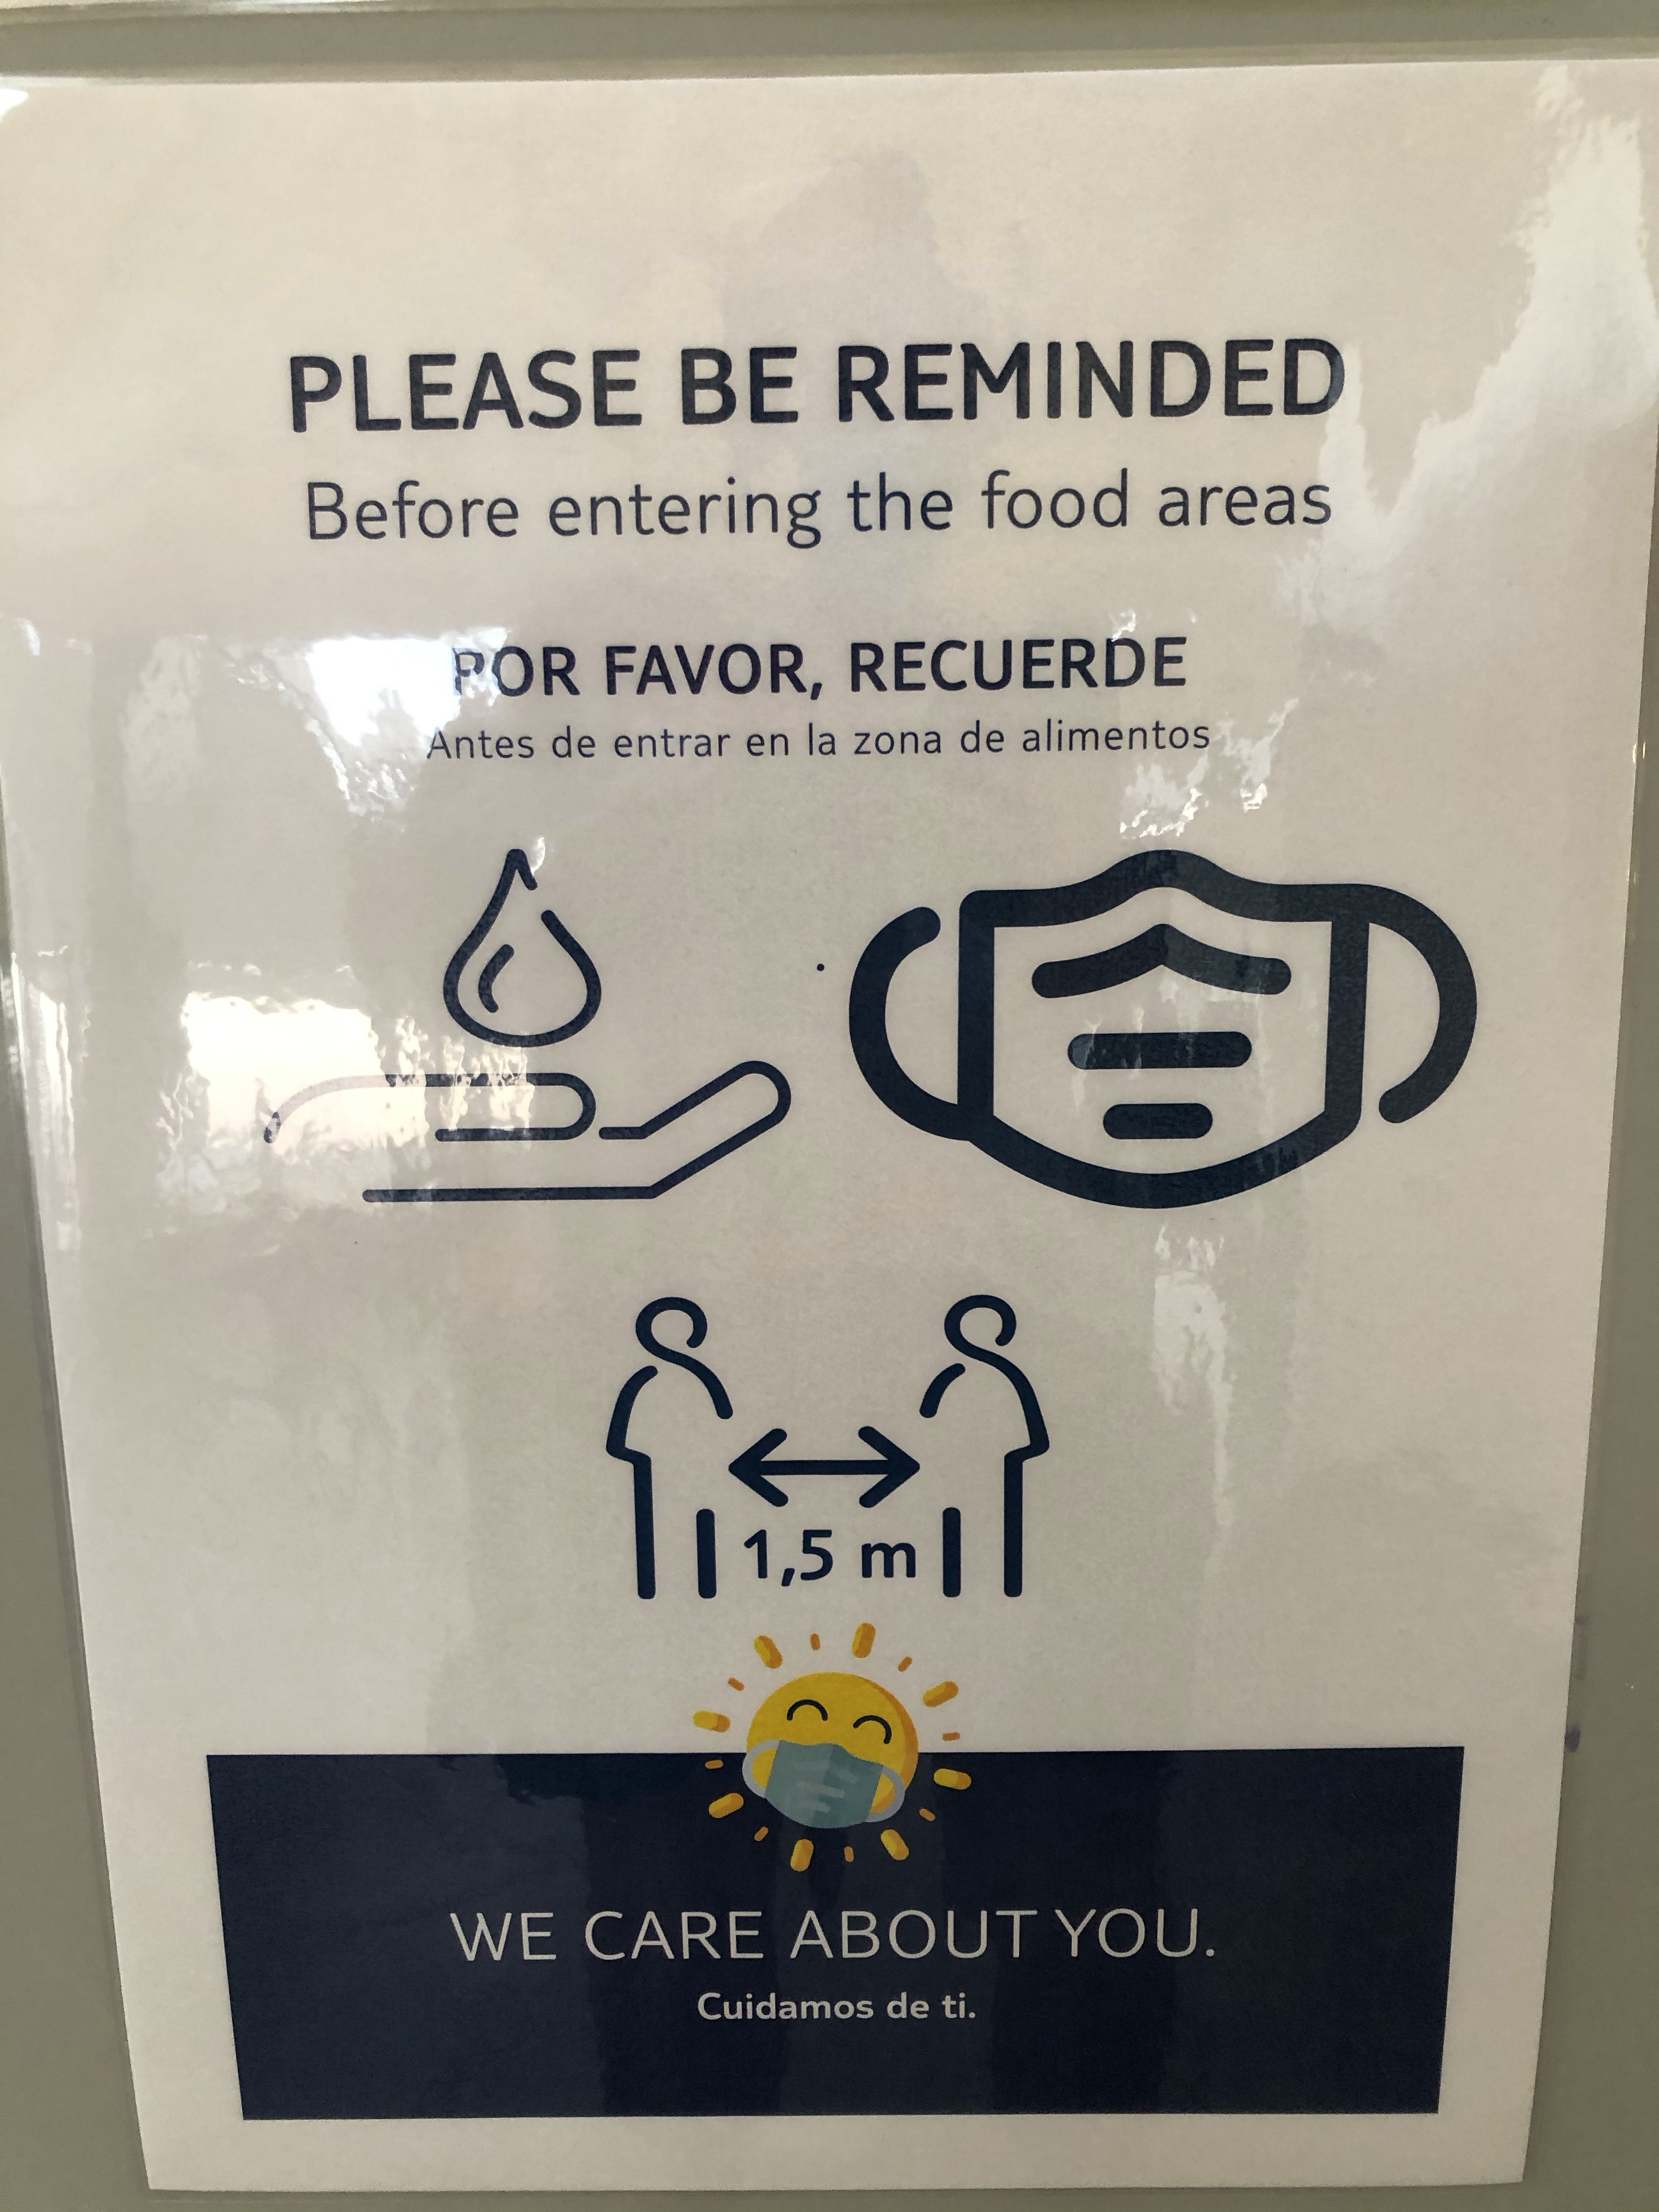 PLEASE BE REMINDED
Before entering the food areas
POR FAVOR, RECUERDE
Antes de entrar en la zona de alimentos
1,5 m
WE CARE ABOUT YOU.
Cuidamos de ti.